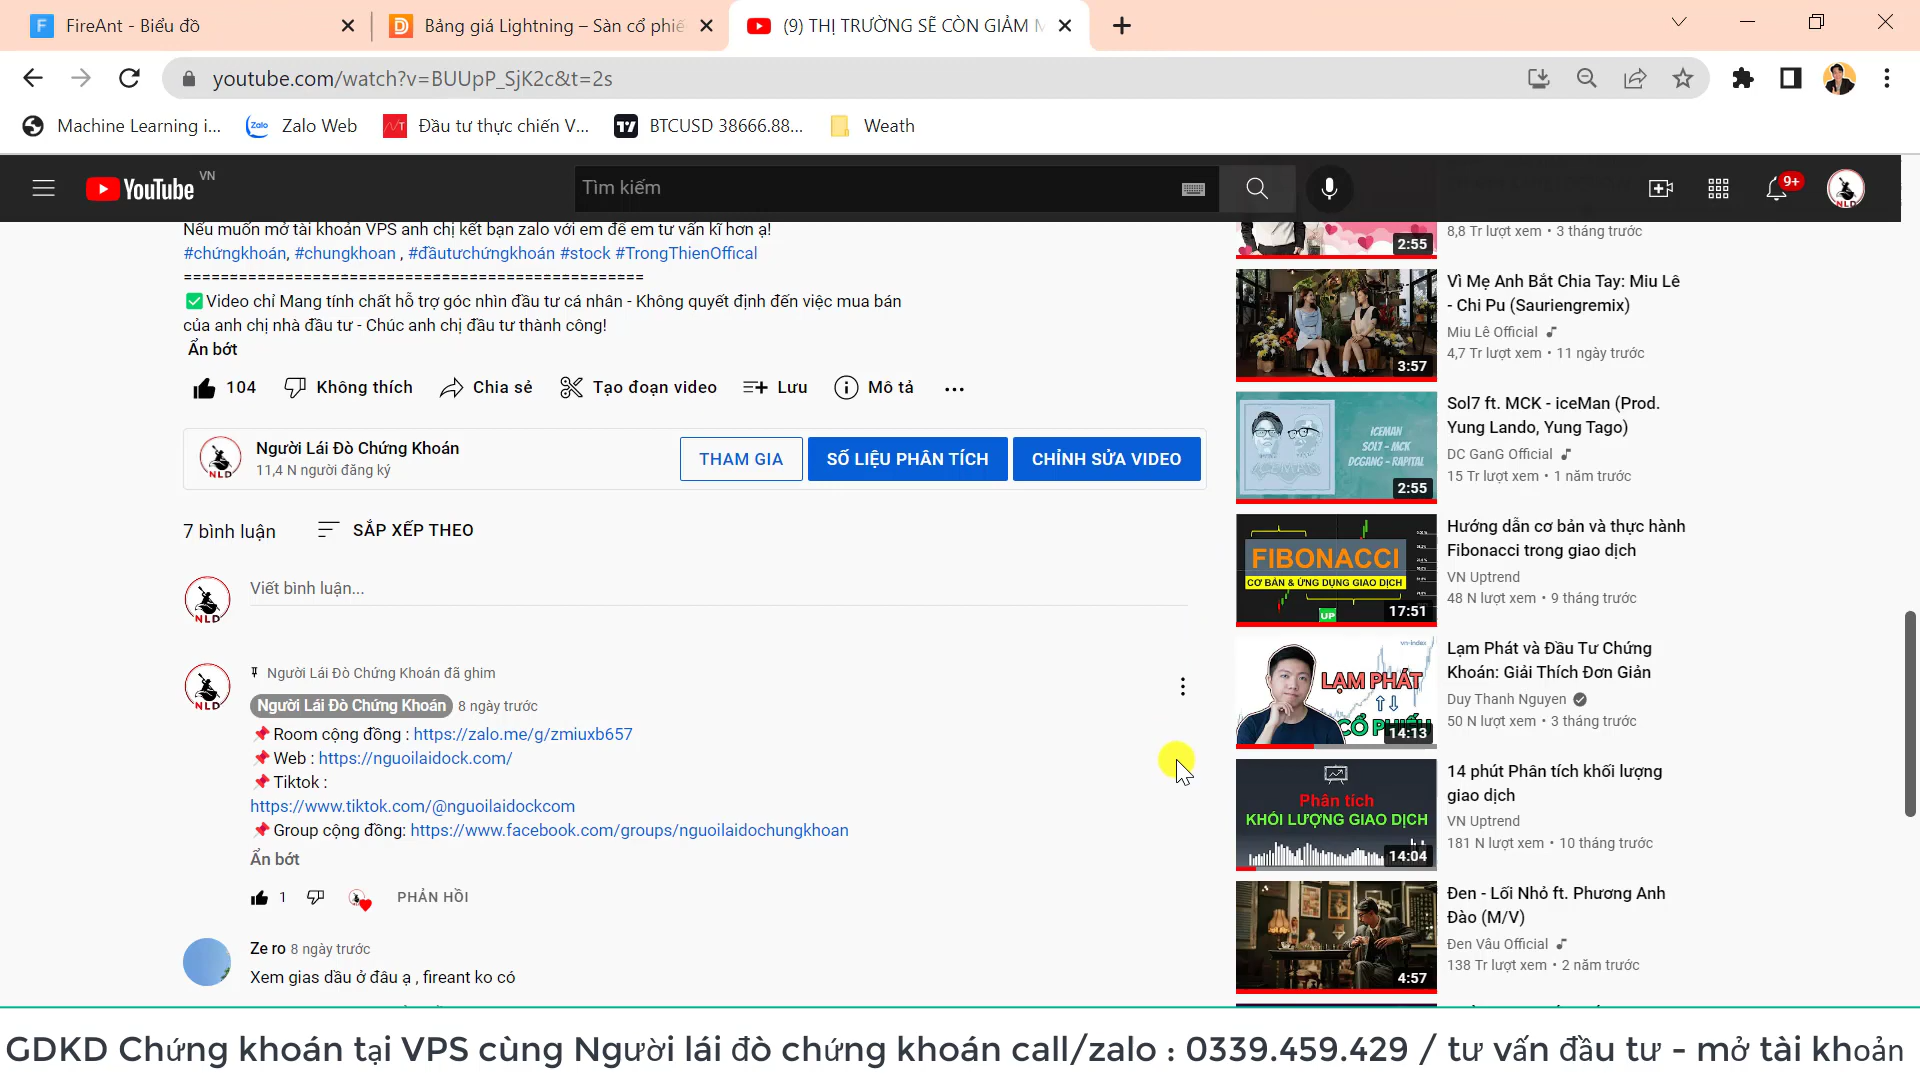 FireAnt - Biểu đồ
Bảng giá Lightning – Sàn cổ phiế
(9) THỊ TRƯỜNG SẼ CÒN GIẢM M
youtube.com/watch?v=BUUpP_SjK2c&t=2s
Machine Learning i...
Zalo Web
Đầu tư thực chiến V...
BTCUSD 38666.88...
Weath
YouTube VN
Tìm kiếm
9+
Nếu muốn mở tài khoản VPS anh chị kết bạn zalo với em để em tư vấn kĩ hơn ạ!
#chứngkhoán, #chungkhoan , #đầutưchứngkhoán #stock #TrongThienOffical
==================================================
✅Video chỉ Mang tính chất hỗ trợ góc nhìn đầu tư cá nhân - Không quyết định đến việc mua bán
của anh chị nhà đầu tư - Chúc anh chị đầu tư thành công!
Ẩn bớt
104 Không thích Chia sẻ Tạo đoạn video Lưu Mô tả
Người Lái Đò Chứng Khoán
11,4 N người đăng ký
THAM GIA
SỐ LIỆU PHÂN TÍCH
CHỈNH SỬA VIDEO
7 bình luận SẮP XẾP THEO
Viết bình luận...
NLD
Người Lái Đò Chứng Khoán đã ghim
Người Lái Đò Chứng Khoán 8 ngày trước
📌Room cộng đồng : https://zalo.me/g/zmiuxb657
📌Web : https://nguoilaidock.com/
📌Tiktok :
https://www.tiktok.com/@nguoilaidockcom
📌Group cộng đồng: https://www.facebook.com/groups/nguoilaidochungkhoan
Ẩn bớt
1 PHẢN HỒI
Ze ro 8 ngày trước
Xem gias dầu ở đâu ạ , fireant ko có
2:55
8,8 Tr lượt xem • 3 tháng trước
3:57
Vì Mẹ Anh Bắt Chia Tay: Miu Lê
- Chi Pu (Sauriengremix)
Miu Lê Official
4,7 Tr lượt xem • 11 ngày trước
ICEMAN
SOL7 - MCK
DCGANG - RAPITAL
2:55
Sol7 ft. MCK - iceMan (Prod.
Yung Lando, Yung Tago)
DC GanG Official
15 Tr lượt xem • 1 năm trước
FIBONACCI
CƠ BẢN & ỨNG DỤNG GIAO DỊCH
UP
17:51
Hướng dẫn cơ bản và thực hành
Fibonacci trong giao dịch
VN Uptrend
48 N lượt xem • 9 tháng trước
vn-index
LẠM PHÁT
CỔ PHIẾU
14:13
Lạm Phát và Đầu Tư Chứng
Khoán: Giải Thích Đơn Giản
Duy Thanh Nguyen
50 N lượt xem • 3 tháng trước
Phân tích
KHỐI LƯỢNG GIAO DỊCH
14:04
14 phút Phân tích khối lượng
giao dịch
VN Uptrend
181 N lượt xem • 10 tháng trước
4:57
Đen - Lối Nhỏ ft. Phương Anh
Đào (M/V)
Đen Vâu Official
138 Tr lượt xem • 2 năm trước
GDKD Chứng khoán tại VPS cùng Người lái đò chứng khoán call/zalo : 0339.459.429 / tư vấn đầu tư - mở tài khoản